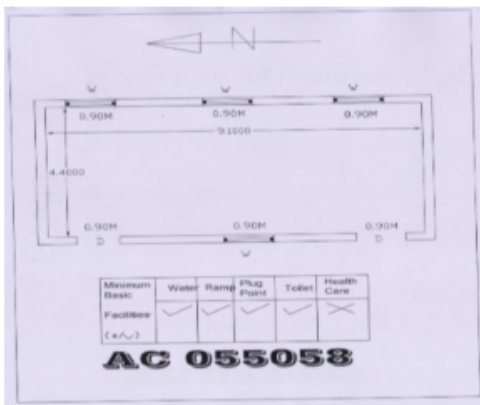 N
W W W
0.90M 0.90M 0.90M
9.1000
4.4000
0.90M 0.90M 0.90M
D D
W
Minimum Basic Facilities (x/✓) Water Ramp Plug Point Toilet Health Care
✓ ✓ ✓ ✓ ✗
AC 055058